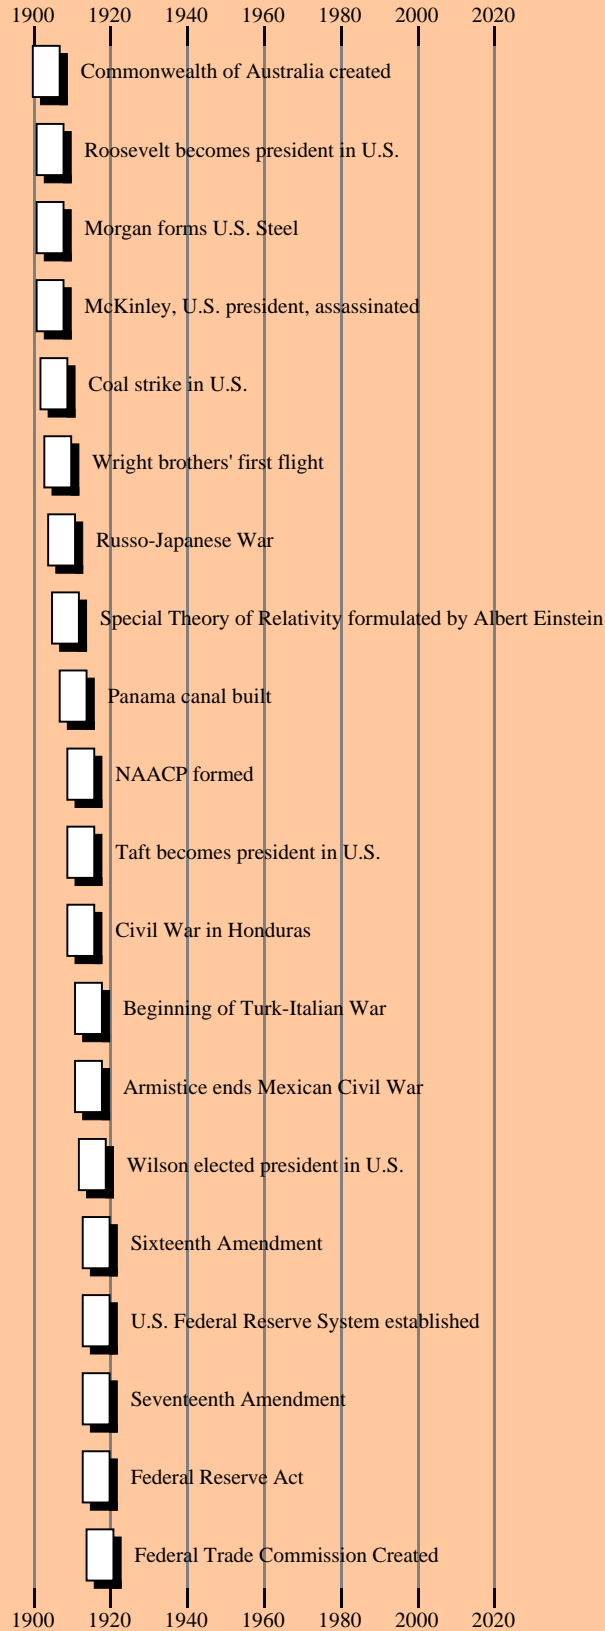 1900 1920 1940 1960 1980 2000 2020
Commonwealth of Australia created
Roosevelt becomes president in U.S.
Morgan forms U.S. Steel
McKinley, U.S. president, assassinated
Coal strike in U.S.
Wright brothers' first flight
Russo-Japanese War
Special Theory of Relativity formulated by Albert Einstein
Panama canal built
NAACP formed
Taft becomes president in U.S.
Civil War in Honduras
Beginning of Turk-Italian War
Armistice ends Mexican Civil War
Wilson elected president in U.S.
Sixteenth Amendment
U.S. Federal Reserve System established
Seventeenth Amendment
Federal Reserve Act
Federal Trade Commission Created
1900 1920 1940 1960 1980 2000 2020